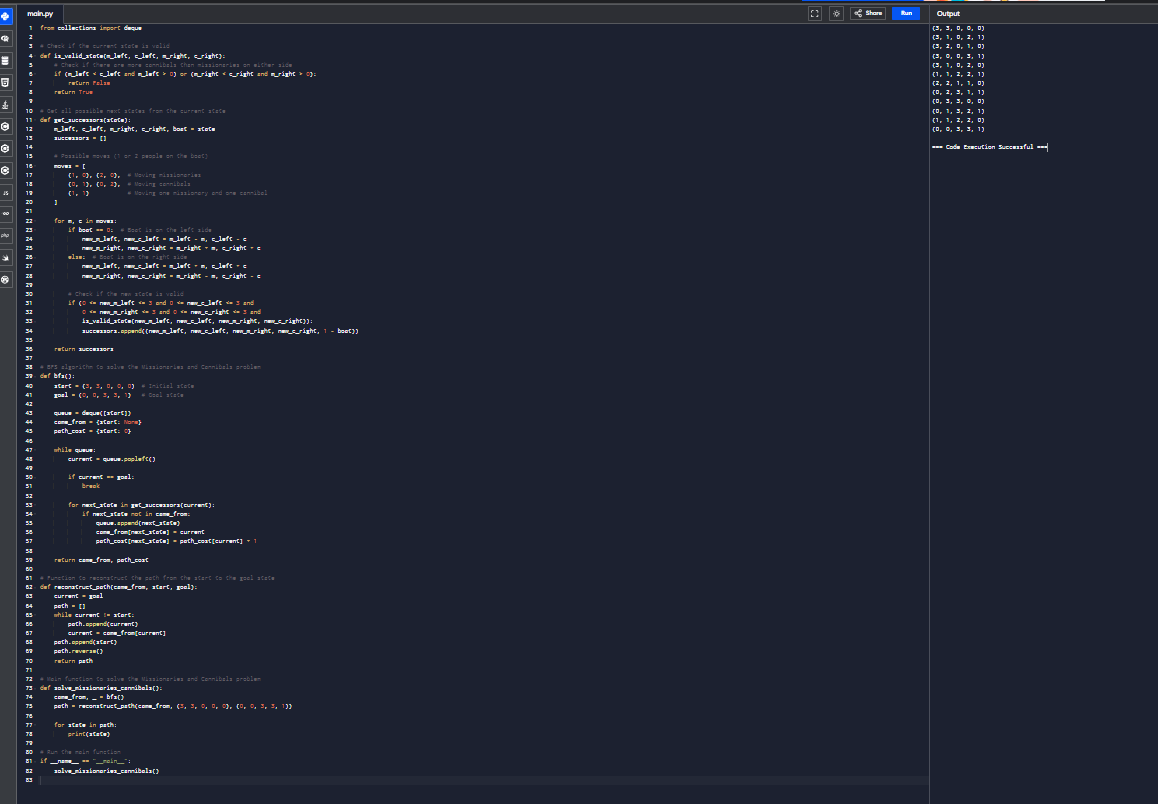 main.py
Share
Run
Output
1 from collections import deque
2
3 # Check if the current state is valid
4 def is_valid_state(m_left, c_left, m_right, c_right):
5 # Check if there are more cannibals than missionaries on either side
6 if (m_left < c_left and m_left > 0) or (m_right < c_right and m_right > 0):
7 return False
8 return True
9
10 # Get all possible next states from the current state
11 def get_successors(state):
12 m_left, c_left, m_right, c_right, boat = state
13 successors = []
14
15 # Possible moves (1 or 2 people on the boat)
16 moves = [
17 (1, 0), (2, 0), # Moving missionaries
18 (0, 1), (0, 2), # Moving cannibals
19 (1, 1) # Moving one missionary and one cannibal
20 ]
21
22 for m, c in moves:
23 if boat == 0: # Boat is on the left side
24 new_m_left, new_c_left = m_left - m, c_left - c
25 new_m_right, new_c_right = m_right + m, c_right + c
26 else: # Boat is on the right side
27 new_m_left, new_c_left = m_left + m, c_left + c
28 new_m_right, new_c_right = m_right - m, c_right - c
29
30 # Check if the new state is valid
31 if (0 <= new_m_left <= 3 and 0 <= new_c_left <= 3 and
32 0 <= new_m_right <= 3 and 0 <= new_c_right <= 3 and
33 is_valid_state(new_m_left, new_c_left, new_m_right, new_c_right)):
34 successors.append((new_m_left, new_c_left, new_m_right, new_c_right, 1 - boat))
35
36 return successors
37
38 # BFS algorithm to solve the Missionaries and Cannibals problem
39 def bfs():
40 start = (3, 3, 0, 0, 0) # Initial state
41 goal = (0, 0, 3, 3, 1) # Goal state
42
43 queue = deque([start])
44 came_from = {start: None}
45 path_cost = {start: 0}
46
47 while queue:
48 current = queue.popleft()
49
50 if current == goal:
51 break
52
53 for next_state in get_successors(current):
54 if next_state not in came_from:
55 queue.append(next_state)
56 came_from[next_state] = current
57 path_cost[next_state] = path_cost[current] + 1
58
59 return came_from, path_cost
60
61 # Function to reconstruct the path from the start to the goal state
62 def reconstruct_path(came_from, start, goal):
63 current = goal
64 path = []
65 while current != start:
66 path.append(current)
67 current = came_from[current]
68 path.append(start)
69 path.reverse()
70 return path
71
72 # Main function to solve the Missionaries and Cannibals problem
73 def solve_missionaries_cannibals():
74 came_from, _ = bfs()
75 path = reconstruct_path(came_from, (3, 3, 0, 0, 0), (0, 0, 3, 3, 1))
76
77 for state in path:
78 print(state)
79
80 # Run the main function
81 if __name__ == "__main__":
82 solve_missionaries_cannibals()
83
(3, 3, 0, 0, 0)
(3, 1, 0, 2, 1)
(3, 2, 0, 1, 0)
(3, 0, 0, 3, 1)
(3, 1, 0, 2, 0)
(1, 1, 2, 2, 1)
(2, 2, 1, 1, 0)
(0, 2, 3, 1, 1)
(0, 3, 3, 0, 0)
(0, 1, 3, 2, 1)
(1, 1, 2, 2, 0)
(0, 0, 3, 3, 1)
=== Code Execution Successful ===
JS
php